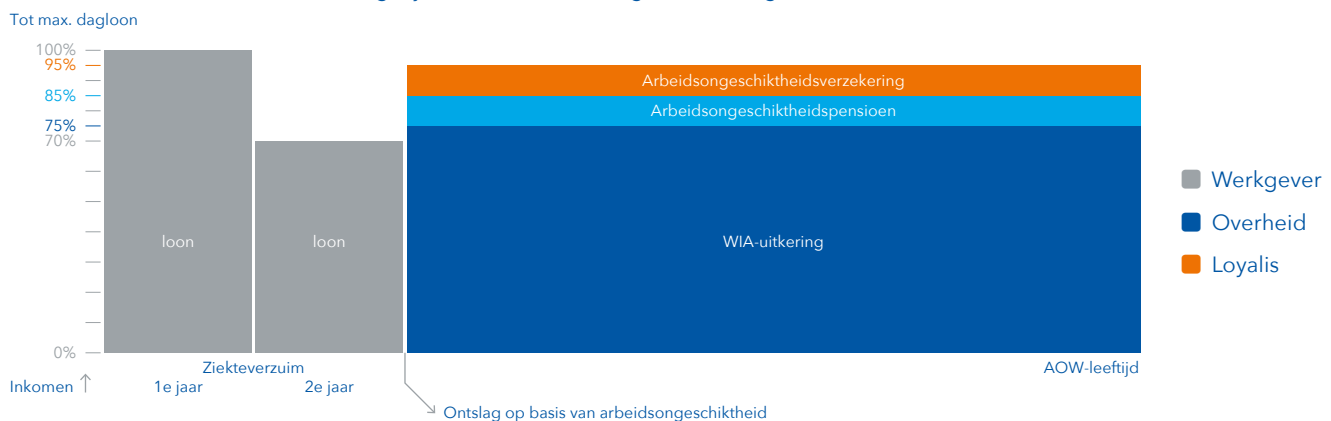 Tot max. dagloon
100%
95%
85%
75%
70%
0%
Arbeidsongeschiktheidsverzekering
Arbeidsongeschiktheidspensioen
loon
loon
WIA-uitkering
Werkgever
Overheid
Loyalis
Ziekteverzuim
AOW-leeftijd
Inkomen
1e jaar
2e jaar
Ontslag op basis van arbeidsongeschiktheid